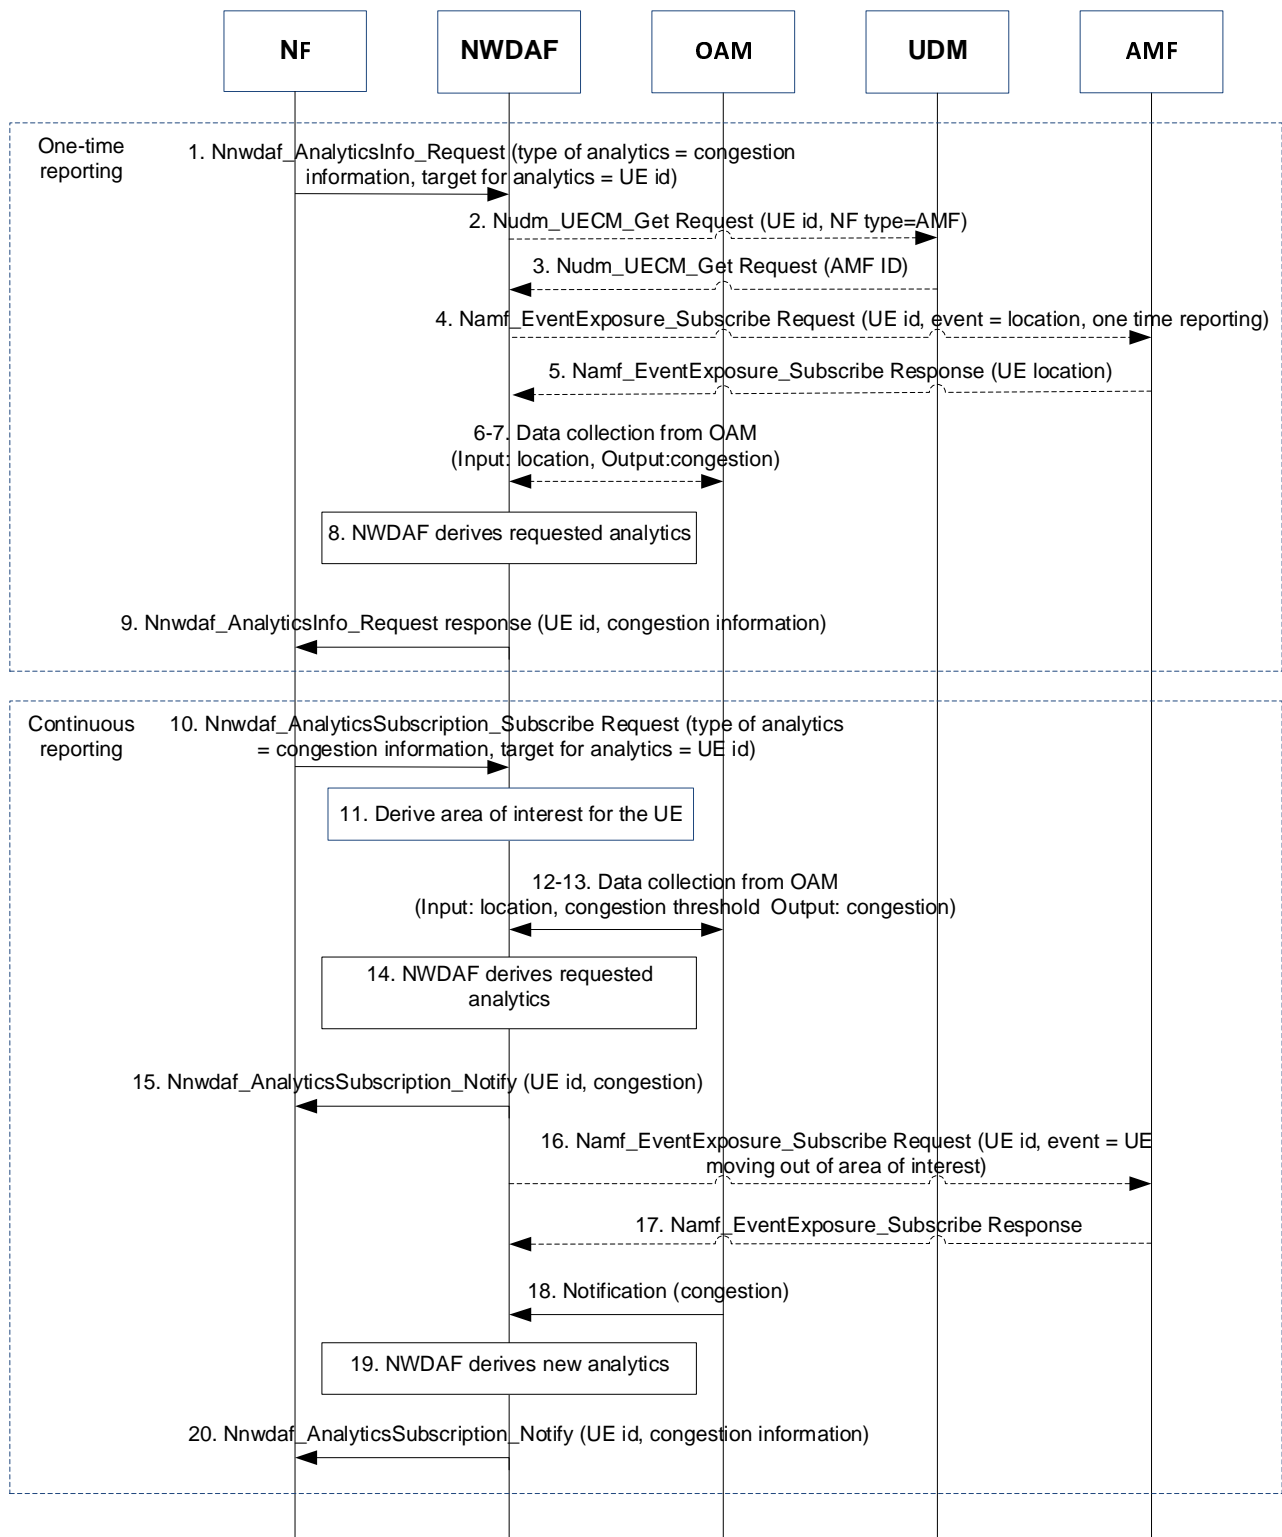 NF
NWDAF
OAM
UDM
AMF
One-time
reporting
1. Nnwdaf_AnalyticsInfo_Request (type of analytics = congestion
information, target for analytics = UE id)
2. Nudm_UECM_Get Request (UE id, NF type=AMF)
3. Nudm_UECM_Get Request (AMF ID)
4. Namf_EventExposure_Subscribe Request (UE id, event = location, one time reporting)
5. Namf_EventExposure_Subscribe Response (UE location)
6-7. Data collection from OAM
(Input: location, Output:congestion)
8. NWDAF derives requested analytics
9. Nnwdaf_AnalyticsInfo_Request response (UE id, congestion information)
Continuous
reporting
10. Nnwdaf_AnalyticsSubscription_Subscribe Request (type of analytics
= congestion information, target for analytics = UE id)
11. Derive area of interest for the UE
12-13. Data collection from OAM
(Input: location, congestion threshold  Output: congestion)
14. NWDAF derives requested
analytics
15. Nnwdaf_AnalyticsSubscription_Notify (UE id, congestion)
16. Namf_EventExposure_Subscribe Request (UE id, event = UE
moving out of area of interest)
17. Namf_EventExposure_Subscribe Response
18. Notification (congestion)
19. NWDAF derives new analytics
20. Nnwdaf_AnalyticsSubscription_Notify (UE id, congestion information)